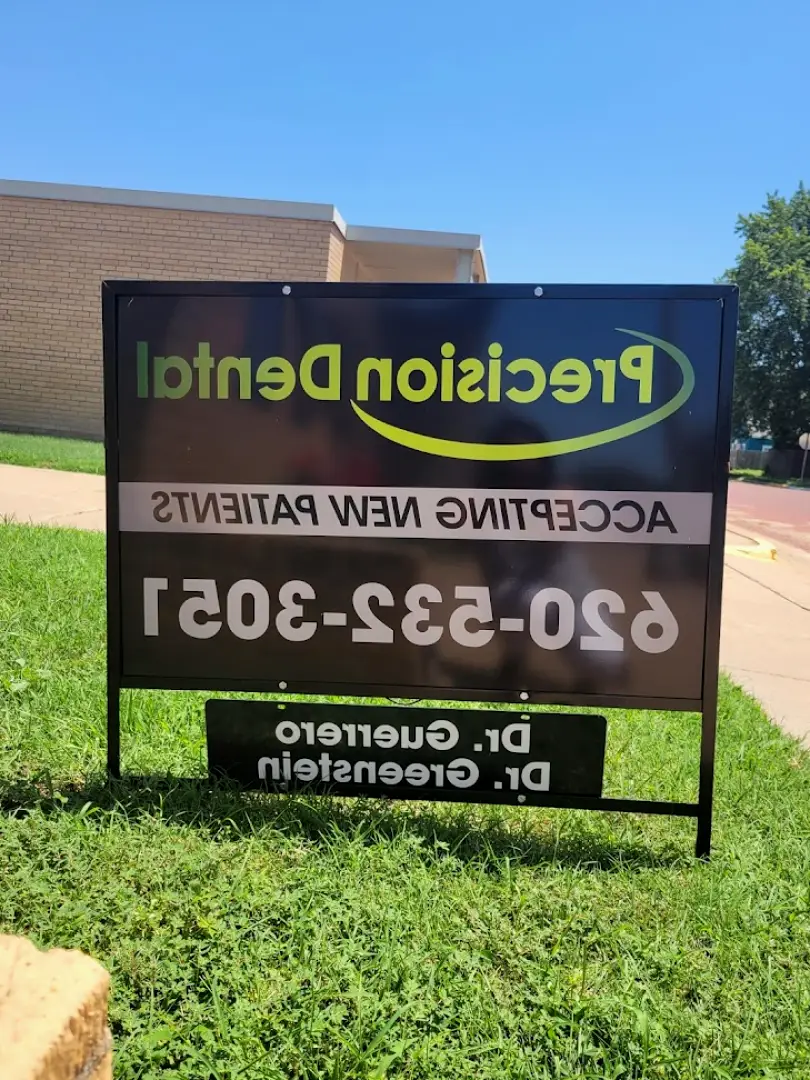 Precision Dental
ACCEPTING NEW PATIENTS
620-532-3051
Dr. Guerrero
Dr. Greenstein